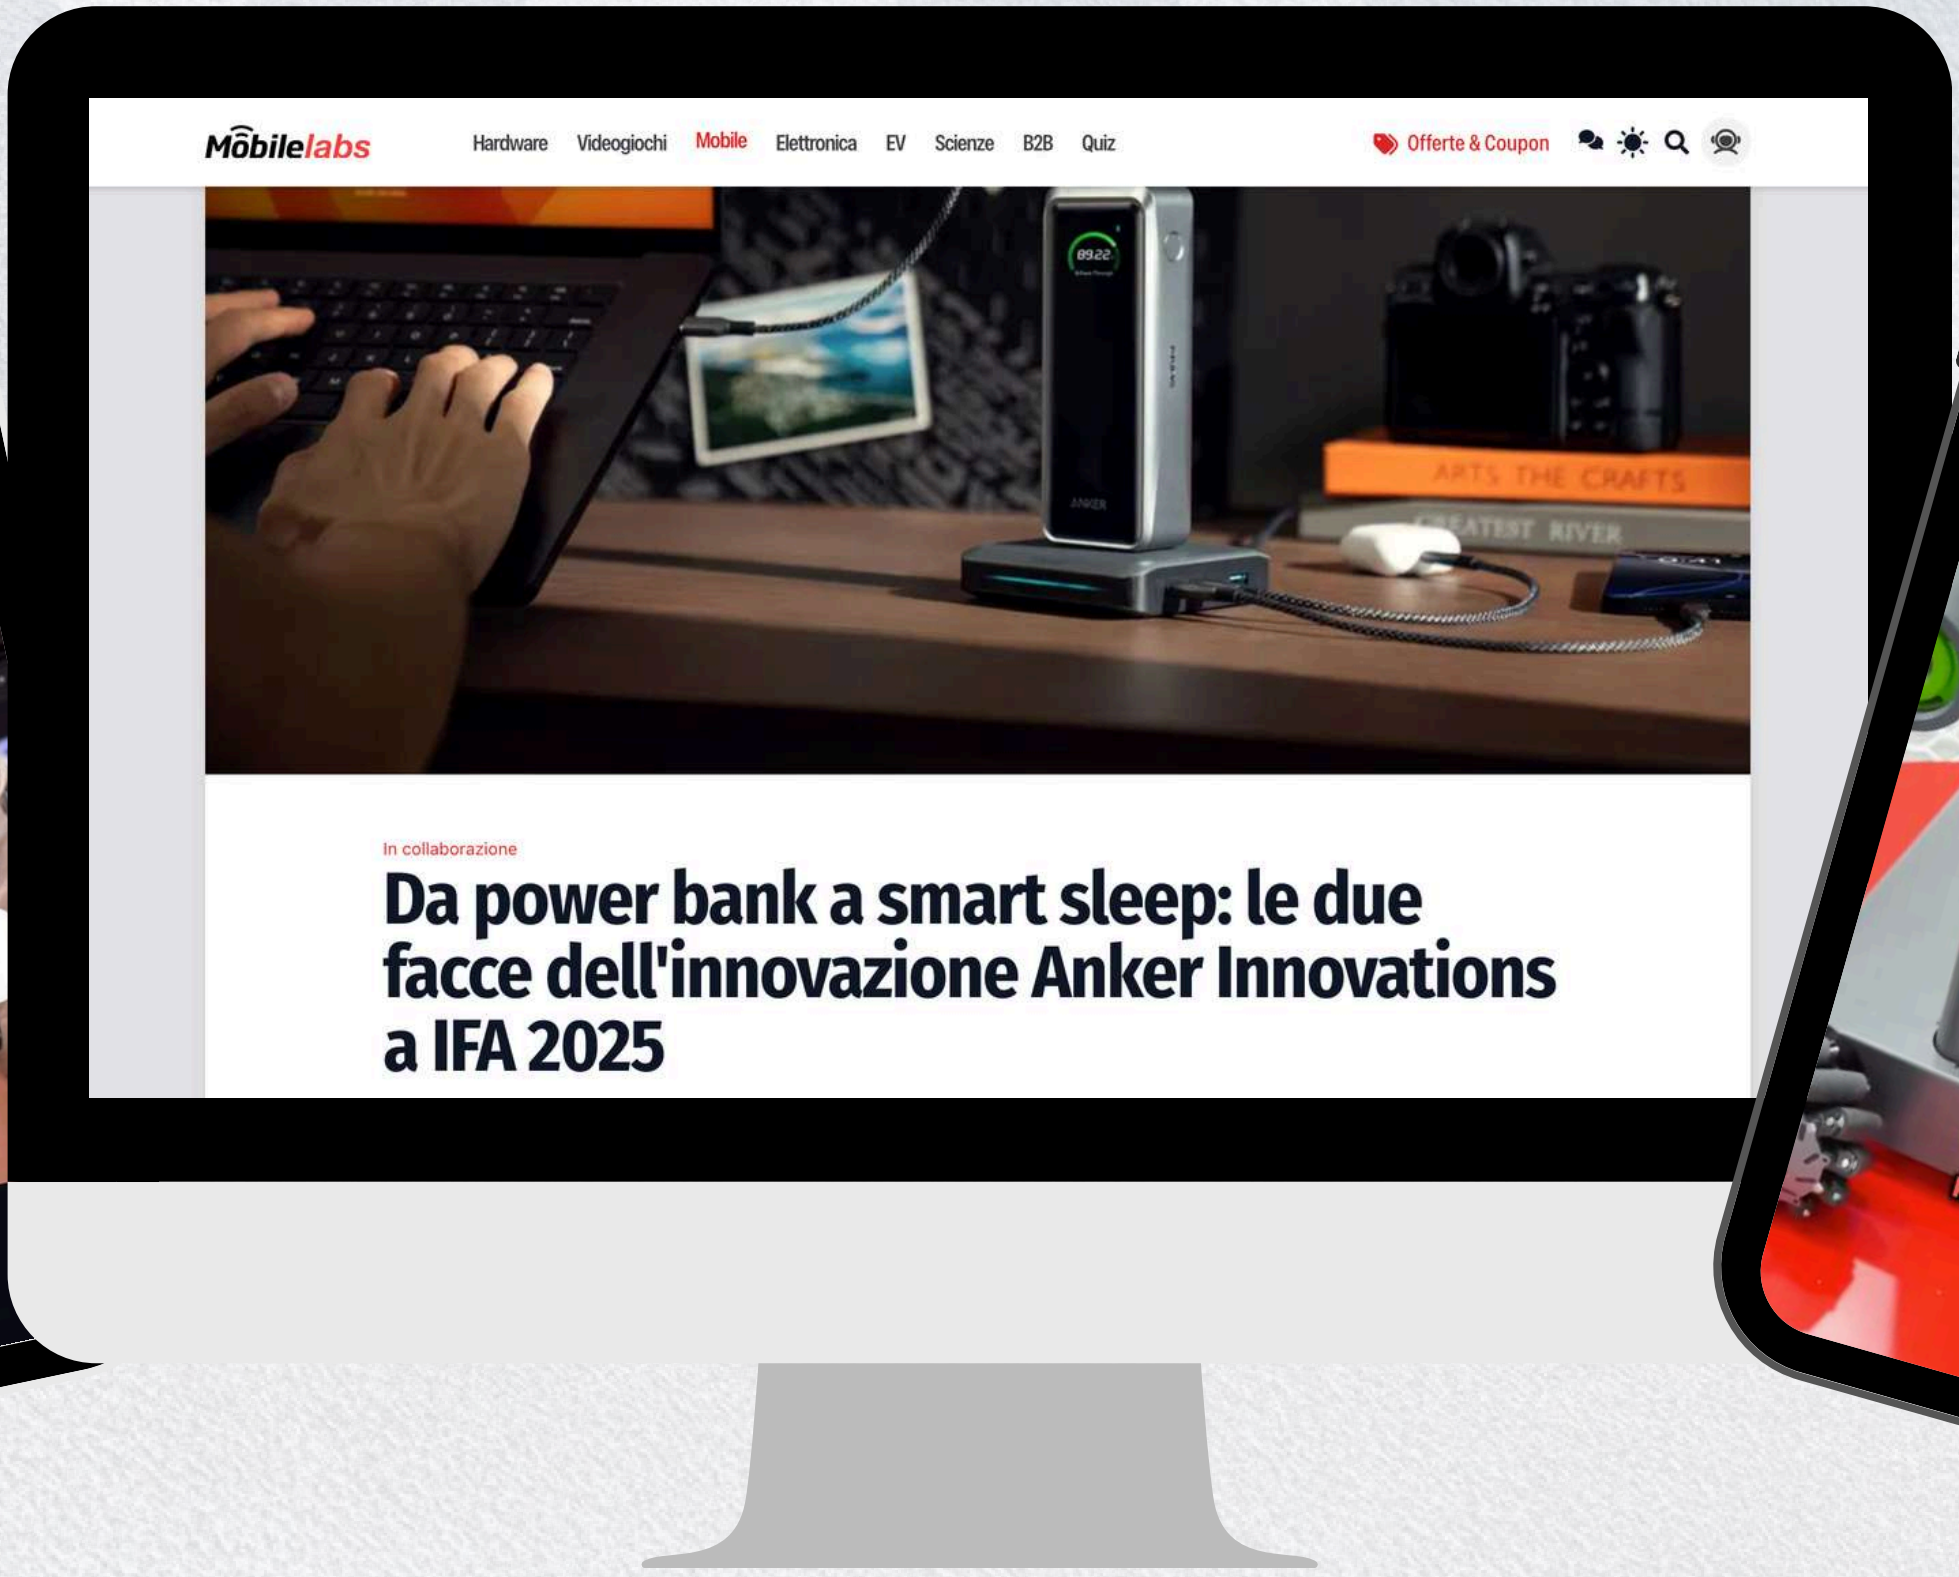 Mobilelabs
Hardware Videogiochi Mobile Elettronica EV Scienze B2B Quiz
Offerte & Coupon
89.22
ANKER
ARTS THE CRAFTS
GREATEST RIVER
In collaborazione
Da power bank a smart sleep: le due
facce dell'innovazione Anker Innovations
a IFA 2025